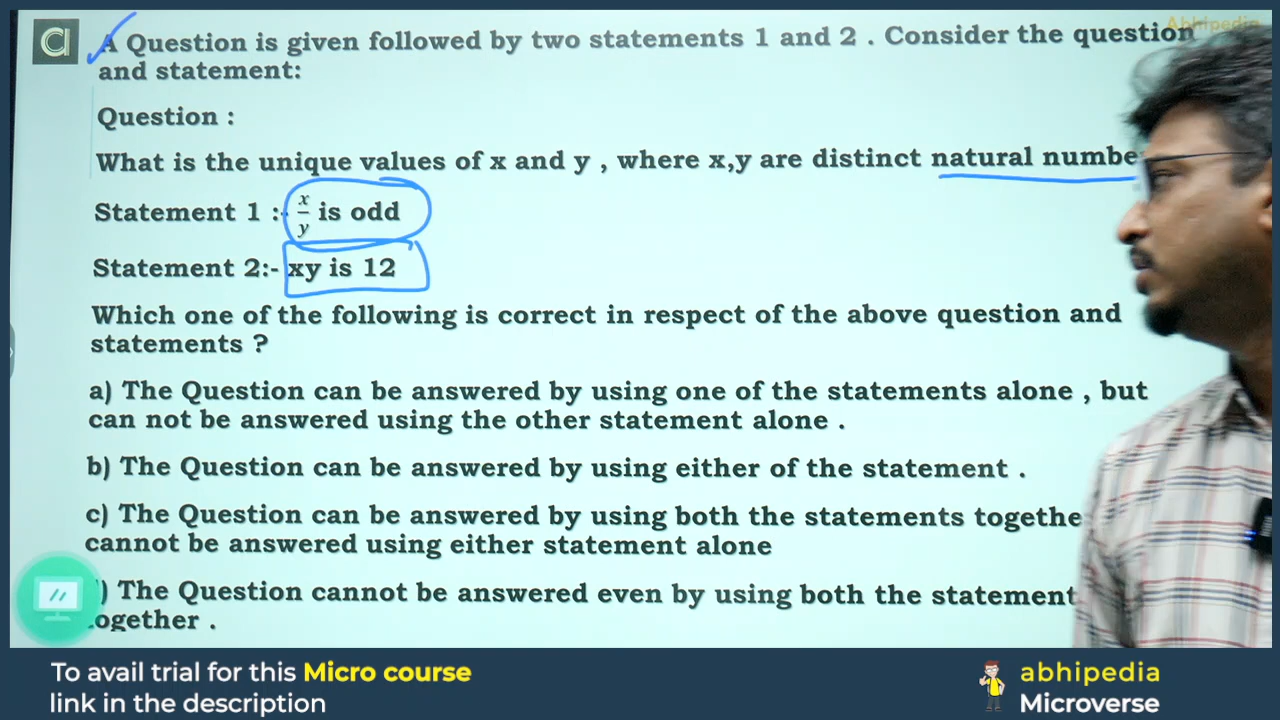 Abhipedia
A Question is given followed by two statements 1 and 2 . Consider the question
and statement:
Question :
What is the unique values of x and y , where x,y are distinct natural numbe
Statement 1 :- x/y is odd
Statement 2:- xy is 12
Which one of the following is correct in respect of the above question and
statements ?
a) The Question can be answered by using one of the statements alone , but
can not be answered using the other statement alone .
b) The Question can be answered by using either of the statement .
c) The Question can be answered by using both the statements togethe
cannot be answered using either statement alone
) The Question cannot be answered even by using both the statement
ogether .
To avail trial for this Micro course
link in the description
abhipedia
Microverse